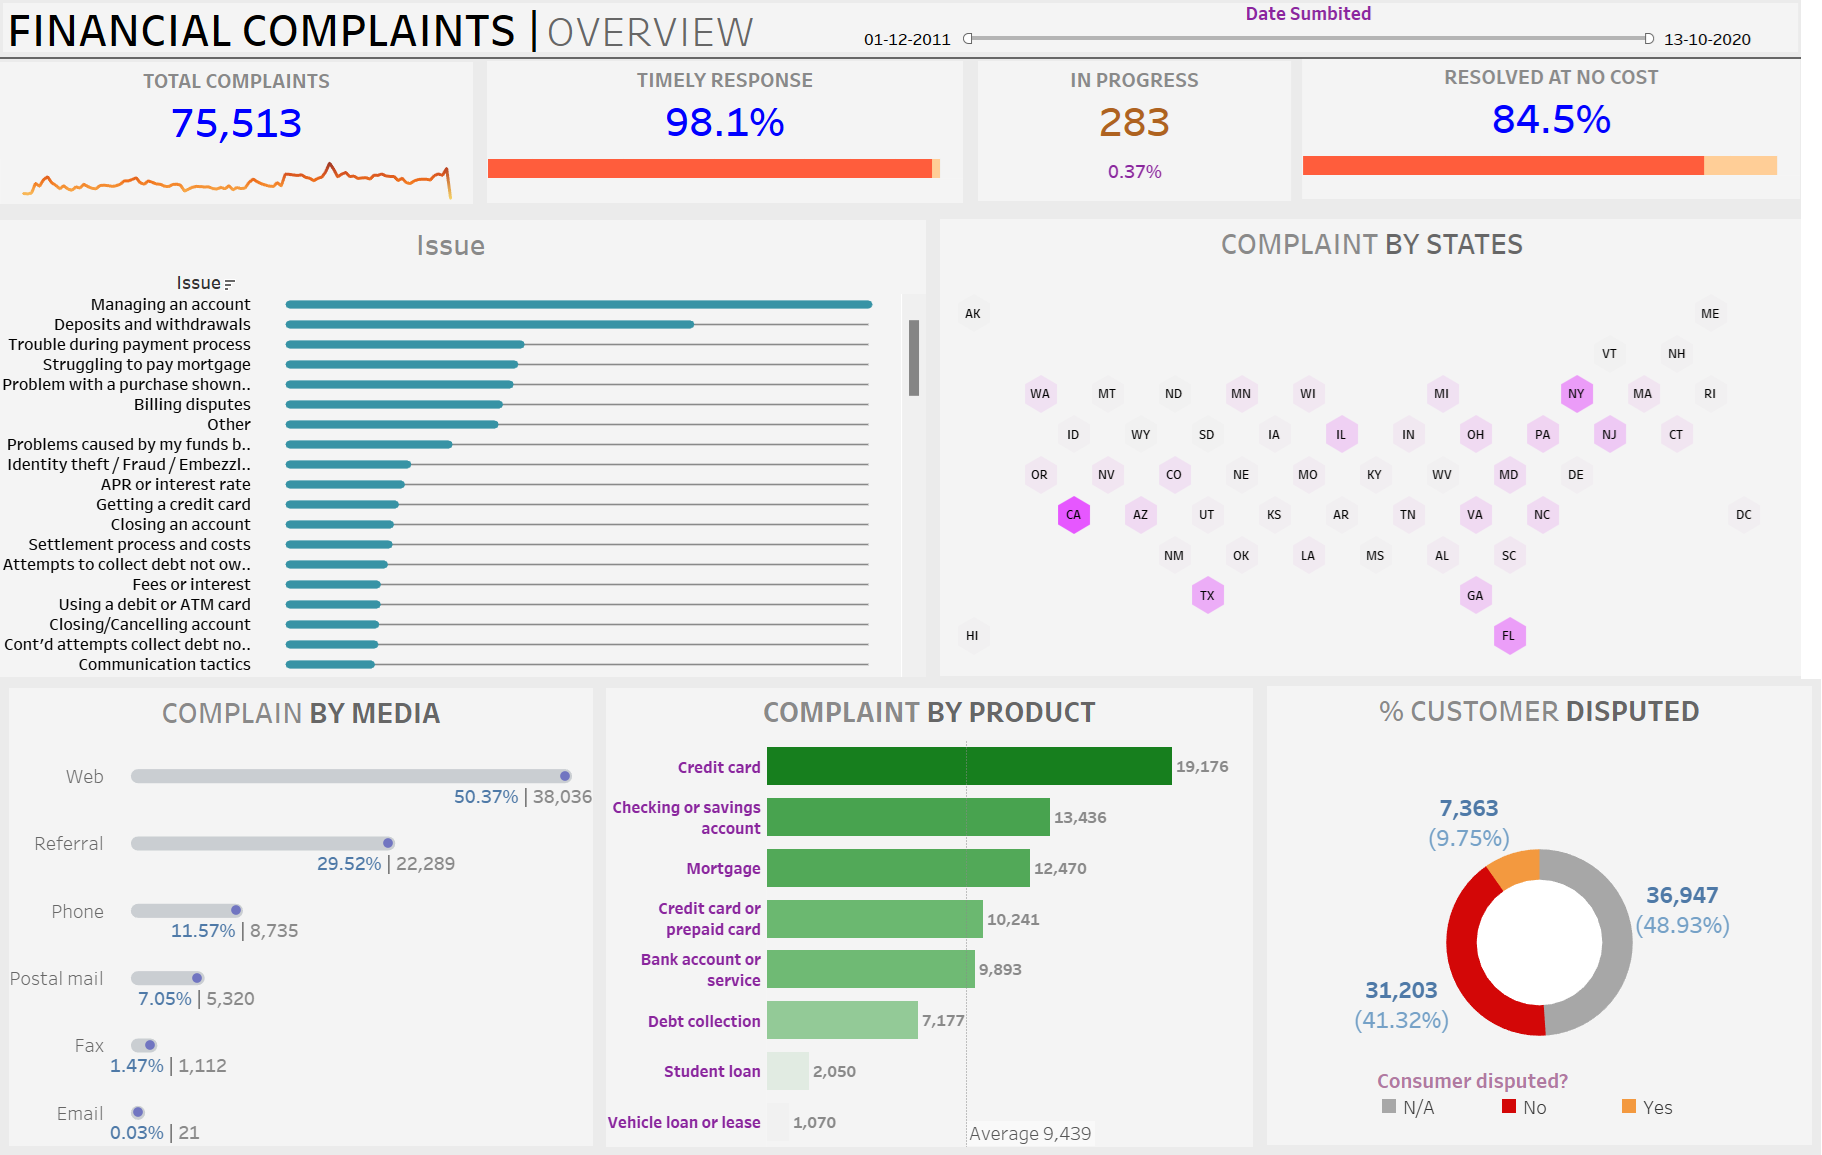 FINANCIAL COMPLAINTS | OVERVIEW
Date Sumbited
01-12-2011
13-10-2020
TOTAL COMPLAINTS
75,513
TIMELY RESPONSE
98.1%
IN PROGRESS
283
0.37%
RESOLVED AT NO COST
84.5%
Issue
Issue
Managing an account
Deposits and withdrawals
Trouble during payment process
Struggling to pay mortgage
Problem with a purchase shown..
Billing disputes
Other
Problems caused by my funds b..
Identity theft / Fraud / Embezzl..
APR or interest rate
Getting a credit card
Closing an account
Settlement process and costs
Attempts to collect debt not ow..
Fees or interest
Using a debit or ATM card
Closing/Cancelling account
Cont'd attempts collect debt no..
Communication tactics
COMPLAINT BY STATES
AK ME
VT NH
WA MT ND MN WI MI NY MA RI
ID WY SD IA IL IN OH PA NJ CT
OR NV CO NE MO KY WV MD DE
CA AZ UT KS AR TN VA NC DC
NM OK LA MS AL SC
TX GA
HI FL
COMPLAIN BY MEDIA
Web
50.37% | 38,036
Referral
29.52% | 22,289
Phone
11.57% | 8,735
Postal mail
7.05% | 5,320
Fax
1.47% | 1,112
Email
0.03% | 21
COMPLAINT BY PRODUCT
Credit card 19,176
Checking or savings
account
13,436
Mortgage 12,470
Credit card or
prepaid card
10,241
Bank account or
service
9,893
Debt collection 7,177
Student loan 2,050
Vehicle loan or lease 1,070
Average 9,439
% CUSTOMER DISPUTED
7,363
(9.75%)
36,947
(48.93%)
31,203
(41.32%)
Consumer disputed?
N/A No Yes